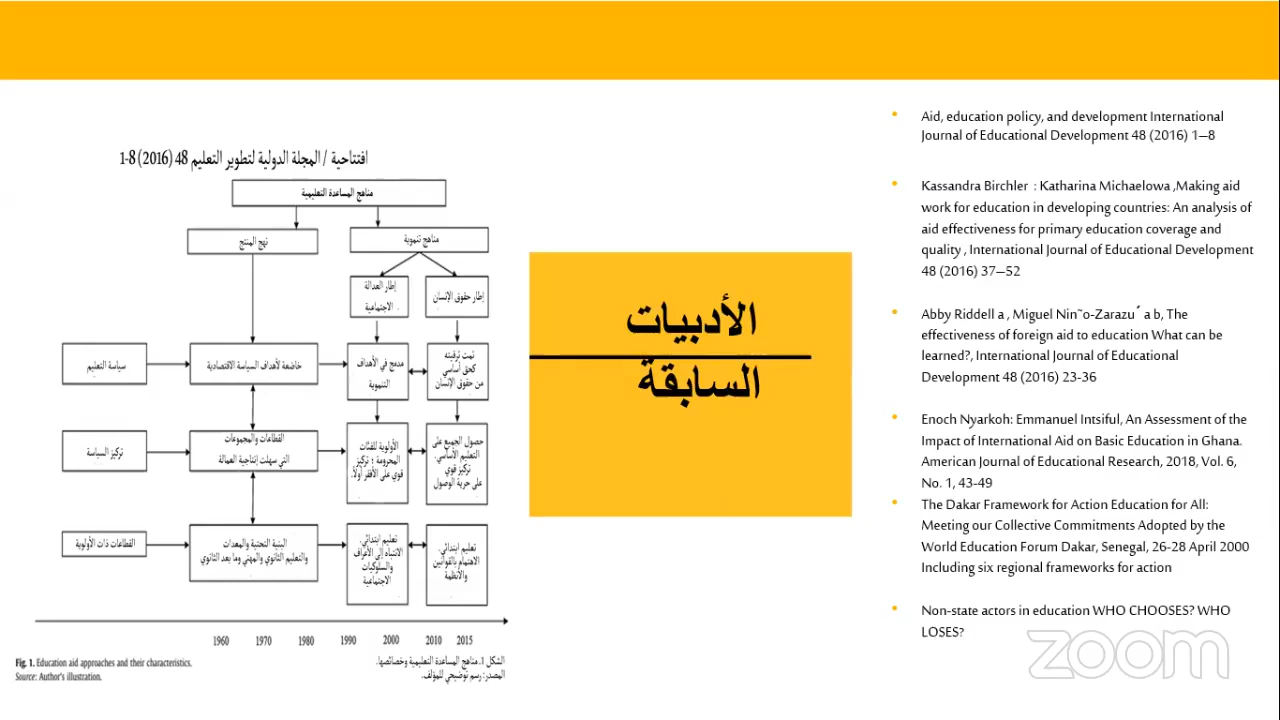 افتتاحية / المجلة الدولية لتطوير التعليم 48 (2016) 8-1
مناهج المساعدة التعليمية
نهج المنتج
مناهج تنموية
إطار العدالة
الاجتماعية
إطار حقوق الإنسان
سياسة التعليم
خاضعة لأهداف السياسة الاقتصادية
مدمج في الأهداف
التنموية
تمت ترقيته
كحق أساسي
من حقوق الإنسان
تركيز السياسة
القطاعات والمجموعات
التي سهلت إنتاجية العمالة
الأولوية للفئات
المحرومة ؛ تركيز
قوي على الأفقر أولاً.
حصول الجميع على
التعليم الأساسي.
تركيز قوي
على حرية الوصول
القطاعات ذات الأولوية
البنية التحتية والمعدات
والتعليم الثانوي والمهني وما بعد الثانوي
تعليم ابتدائي.
الانتباه إلى الأعراف
والسلوكيات
الاجتماعية
تعليم ابتدائي.
الاهتمام بالقوانين
والأنظمة
1960 1970 1980 1990 2000 2010 2015
Fig. 1. Education aid approaches and their characteristics.
Source: Author's illustration.
الشكل 1. مناهج المساعدة التعليمية وخصائصها.
المصدر: رسم توضيحي للمؤلف.
الأدبيات
السابقة
• Aid, education policy, and development International
Journal of Educational Development 48 (2016) 1–8
• Kassandra Birchler : Katharina Michaelowa ,Making aid
work for education in developing countries: An analysis of
aid effectiveness for primary education coverage and
quality , International Journal of Educational Development
48 (2016) 37–52
• Abby Riddell a , Miguel Nin˜o-Zarazu´ a b, The
effectiveness of foreign aid to education What can be
learned?, International Journal of Educational
Development 48 (2016) 23-36
• Enoch Nyarkoh: Emmanuel Intsiful, An Assessment of the
Impact of International Aid on Basic Education in Ghana.
American Journal of Educational Research, 2018, Vol. 6,
No. 1, 43-49
• The Dakar Framework for Action Education for All:
Meeting our Collective Commitments Adopted by the
World Education Forum Dakar, Senegal, 26-28 April 2000
Including six regional frameworks for action
• Non-state actors in education WHO CHOOSES? WHO
LOSES?
zoom